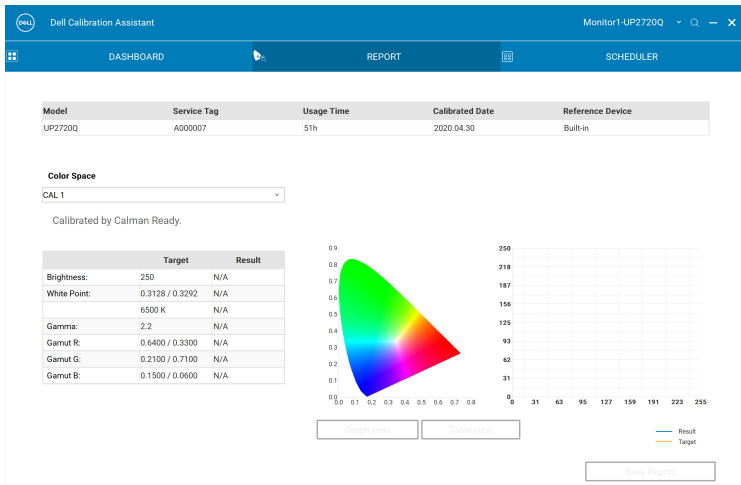 DELL Dell Calibration Assistant Monitor1-UP2720Q
DASHBOARD REPORT SCHEDULER
Model Service Tag Usage Time Calibrated Date Reference Device
UP2720Q A000007 51h 2020.04.30 Built-in
Color Space
CAL 1
Calibrated by Calman Ready.
Target Result
Brightness: 250 N/A
White Point: 0.3128 / 0.3292 N/A
6500 K N/A
Gamma: 2.2 N/A
Gamut R: 0.6400 / 0.3300 N/A
Gamut G: 0.2100 / 0.7100 N/A
Gamut B: 0.1500 / 0.0600 N/A
0.9
0.8
0.7
0.6
0.5
0.4
0.3
0.2
0.1
0.0
0.0 0.1 0.2 0.3 0.4 0.5 0.6 0.7 0.8
250
218
187
156
125
93
62
31
0
0 31 63 95 127 159 191 223 255
Graph view Table view
Result
Target
Save Report